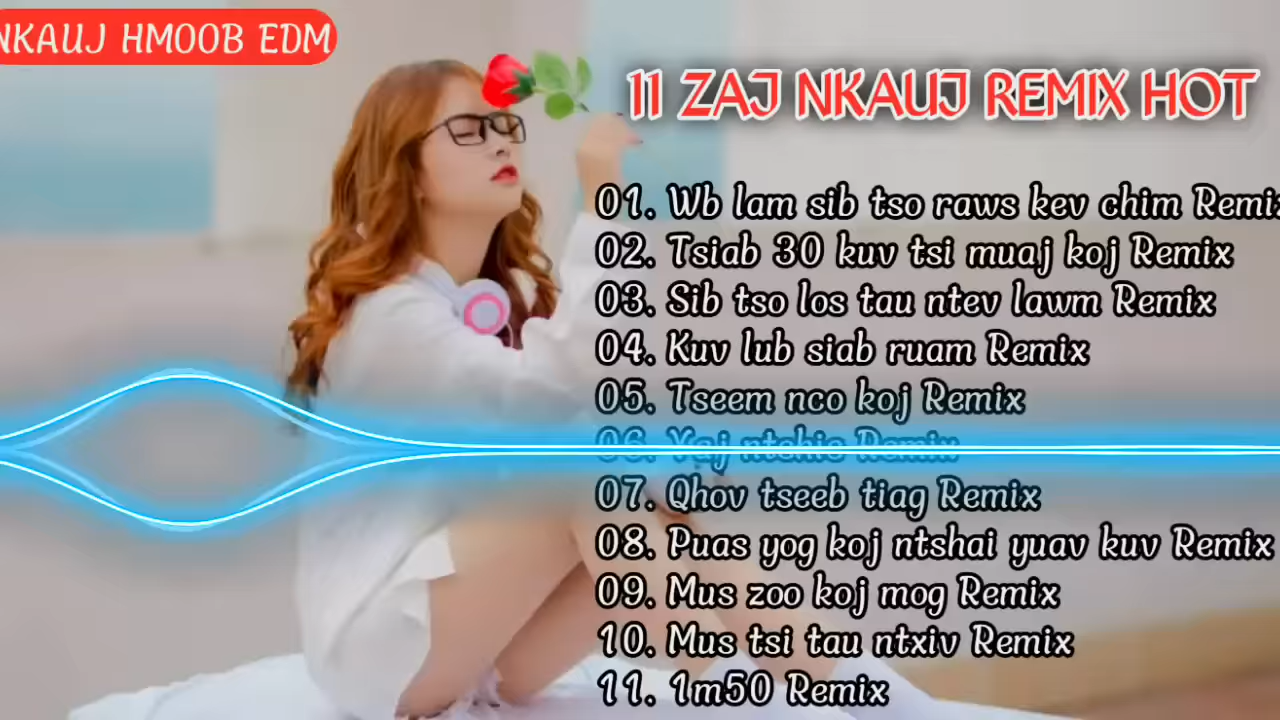 NKAUJ HMOOB EDM
11 ZAJ NKAUJ REMIX HOT
01. Wb lam sib tso raws kev chim Remix
02. Tsiab 30 kuv tsi muaj koj Remix
03. Sib tso los tau ntev lawm Remix
04. Kuv lub siab ruam Remix
05. Tseem nco koj Remix
06. Yaj Remix
07. Qhov tseeb tiag Remix
08. Puas yog koj ntshai yuav kuv Remix
09. Mus zoo koj mog Remix
10. Mus tsi tau ntxiv Remix
11. 1m50 Remix